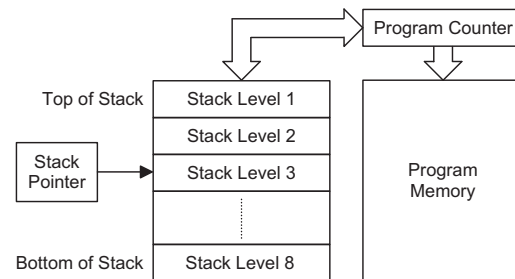 Program Counter
Top of Stack
Stack Level 1
Stack Level 2
Stack
Pointer
Stack Level 3
Program
Memory
Bottom of Stack
Stack Level 8